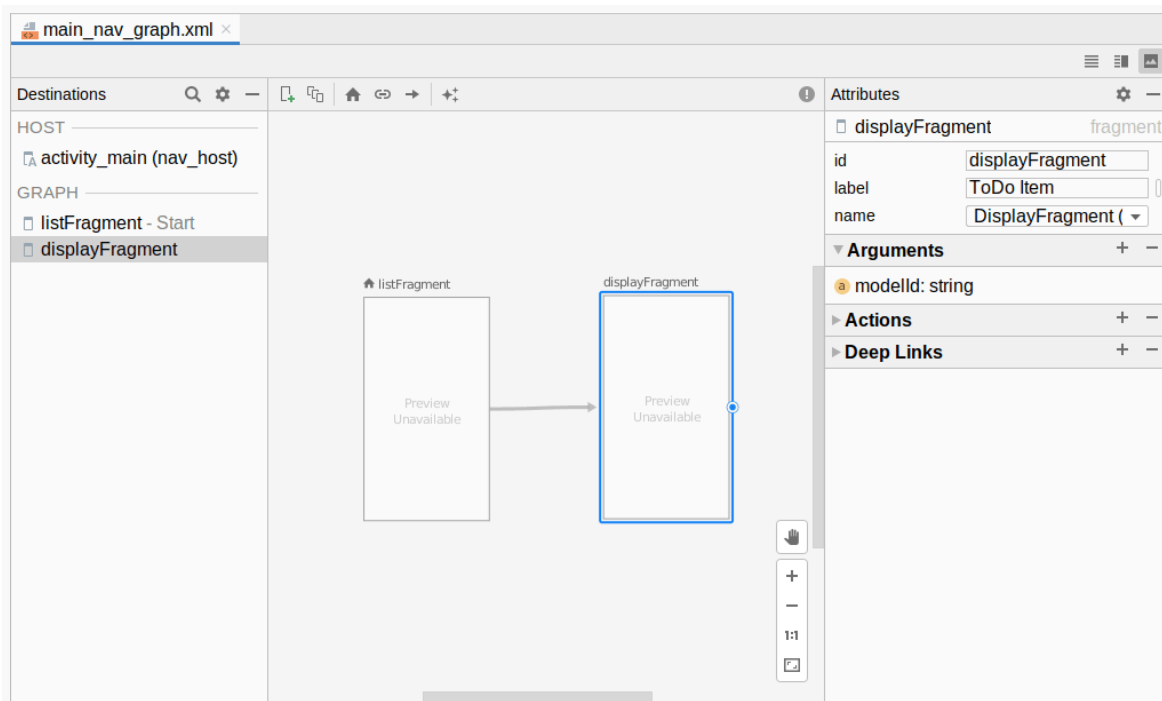 main_nav_graph.xml
Destinations
HOST
activity_main (nav_host)
GRAPH
listFragment - Start
displayFragment
listFragment
Preview
Unavailable
displayFragment
Preview
Unavailable
1:1
Attributes
displayFragment fragment
id displayFragment
label ToDo Item
name DisplayFragment (
Arguments
a modelId: string
Actions
Deep Links